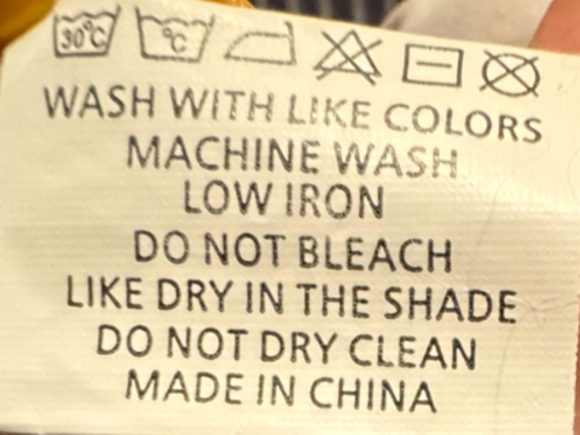 30°C °C
WASH WITH LIKE COLORS
MACHINE WASH
LOW IRON
DO NOT BLEACH
LIKE DRY IN THE SHADE
DO NOT DRY CLEAN
MADE IN CHINA